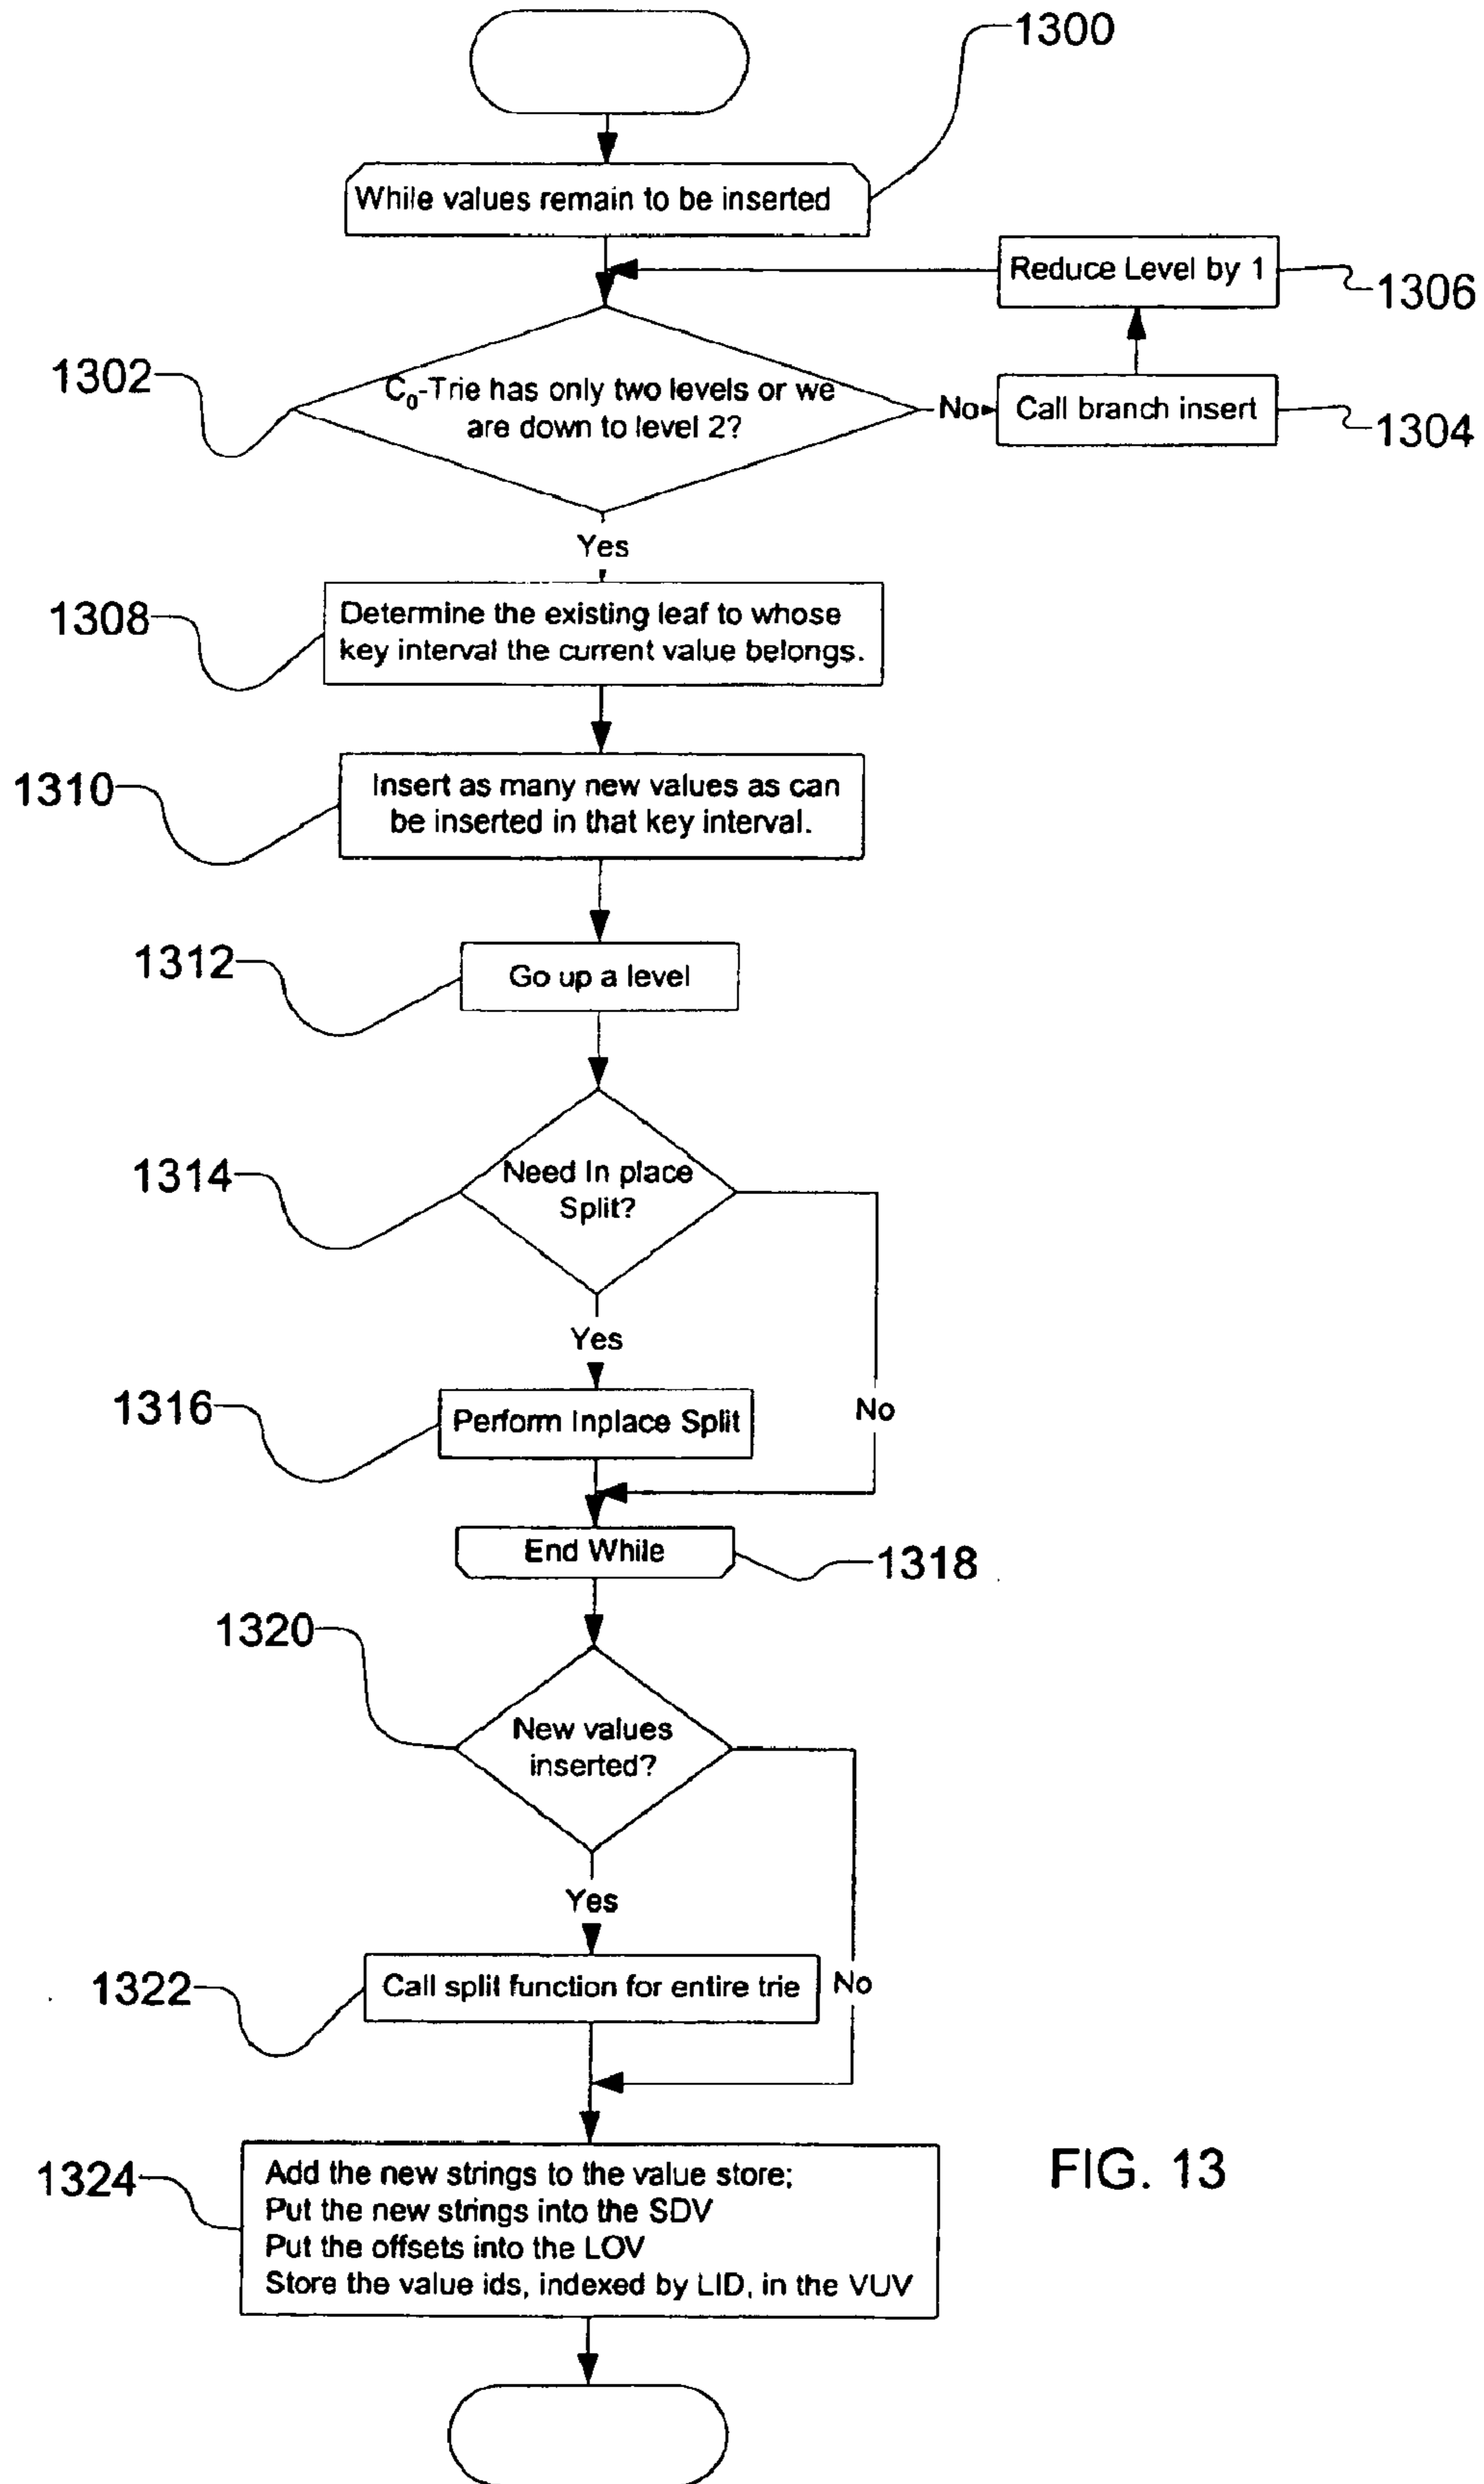 1300
While values remain to be inserted
Reduce Level by 1
1306
1302
C₀-Trie has only two levels or we
are down to level 2?
No
Call branch insert
1304
Yes
1308
Determine the existing leaf to whose
key interval the current value belongs.
1310
Insert as many new values as can
be inserted in that key interval.
1312
Go up a level
1314
Need In place
Split?
Yes
1316
Perform Inplace Split
No
End While
1318
1320
New values
inserted?
Yes
1322
Call split function for entire trie
No
1324
Add the new strings to the value store;
Put the new strings into the SDV
Put the offsets into the LOV
Store the value ids, indexed by LID, in the VUV
FIG. 13